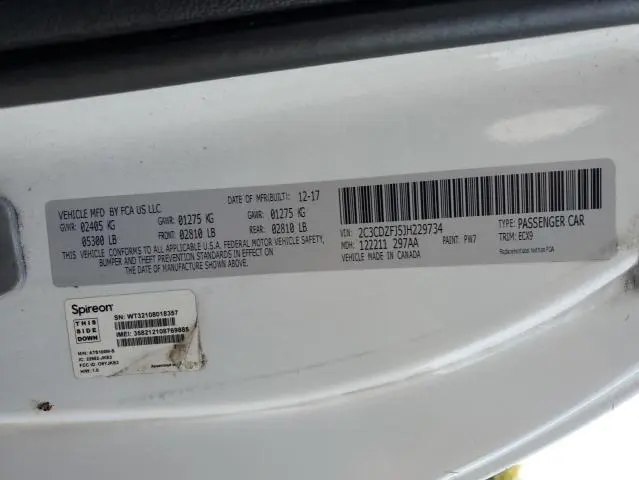 VEHICLE MFD BY FCA US LLC
DATE OF MFR(BUILT): 12-17
GVWR: 02405 KG
GAWR: 01275 KG
GAWR: 01275 KG
05300 LB
FRONT: 02810 LB
REAR: 02810 LB
THIS VEHICLE CONFORMS TO ALL APPLICABLE U.S.A. FEDERAL MOTOR VEHICLE SAFETY,
BUMPER AND THEFT PREVENTION STANDARDS IN EFFECT ON
THE DATE OF MANUFACTURE SHOWN ABOVE.
VIN: 2C3CDZFJ5JH229734
TYPE: PASSENGER CAR
MDH: 122211 297AA
PAINT: PW7
TRIM: ECX9
VEHICLE MADE IN CANADA
Spireon
THIS
SIDE
DOWN
SN: WT32108018357
IMEI: 358212108769885